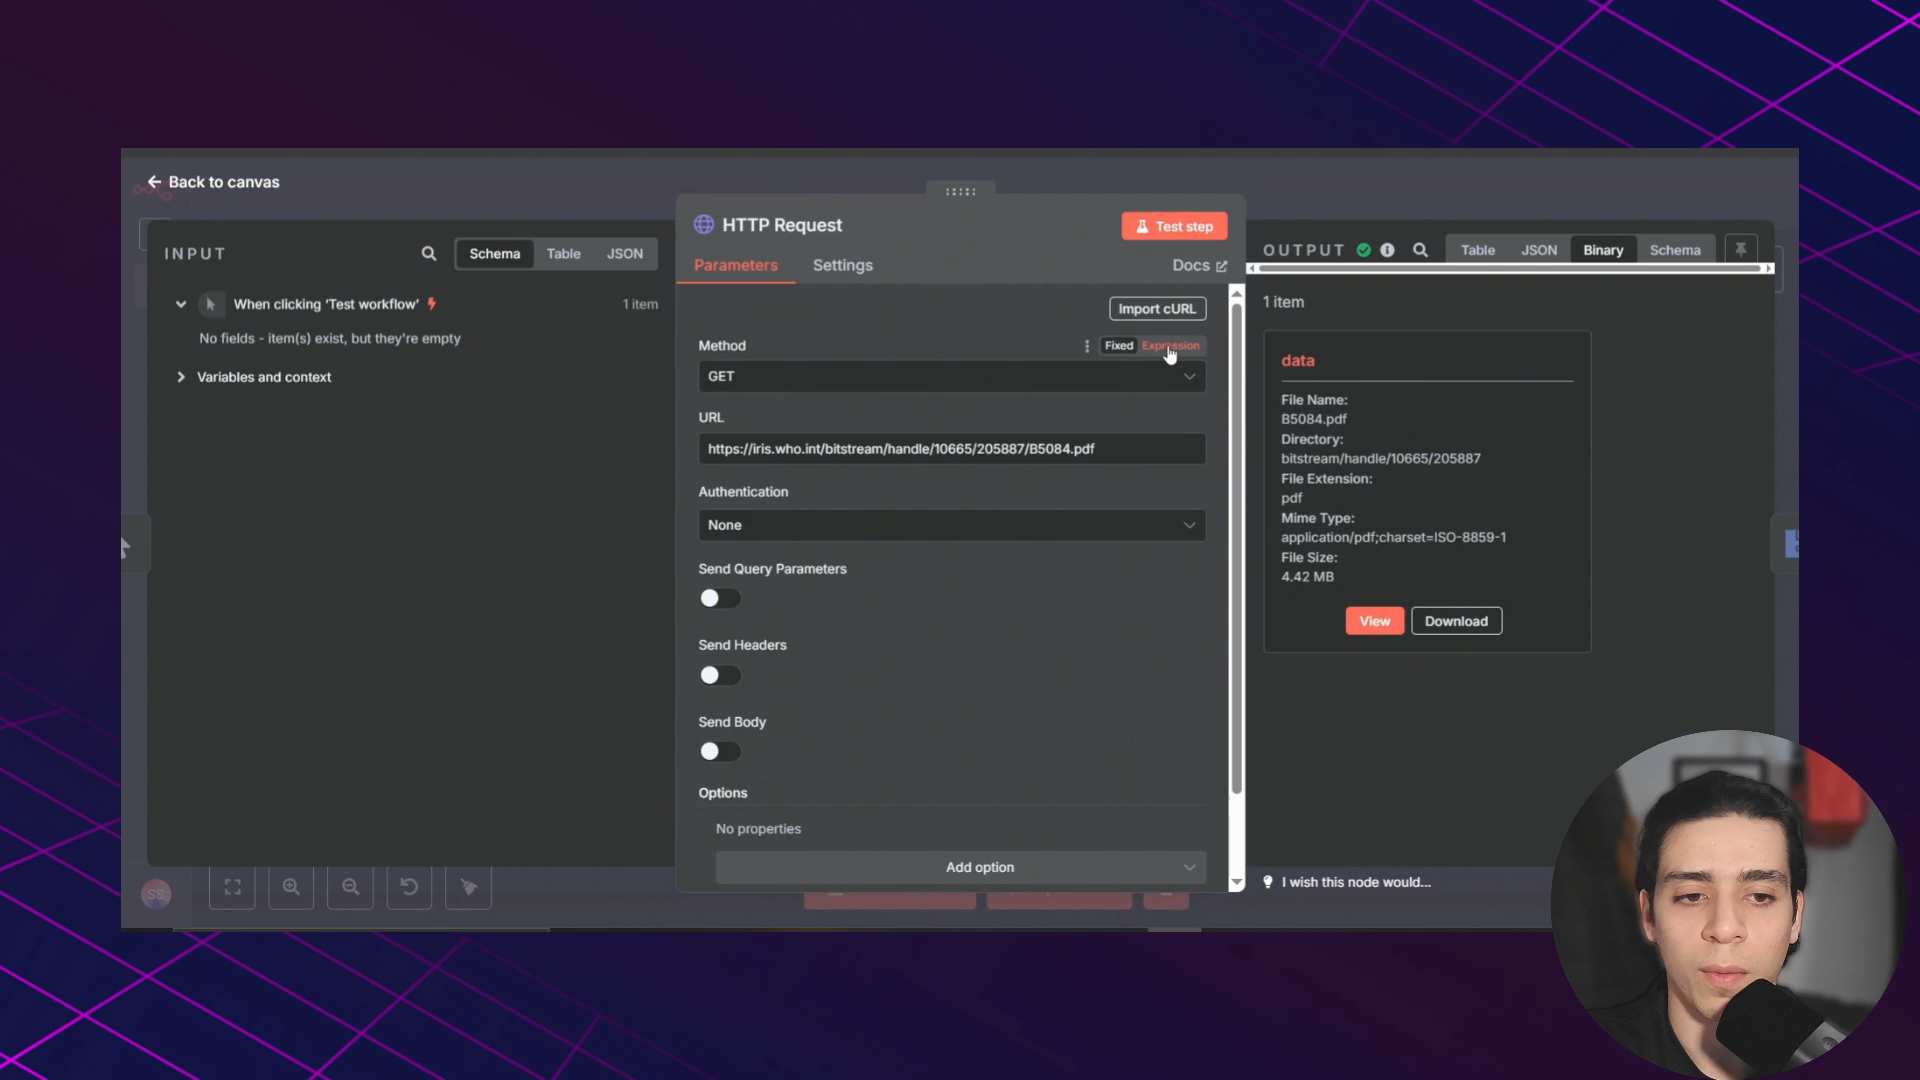 Back to canvas
INPUT
Schema
Table
JSON
When clicking 'Test workflow'
1 item
No fields - item(s) exist, but they're empty
Variables and context
HTTP Request
Test step
Parameters
Settings
Docs
Import cURL
Method
Fixed
Expression
GET
URL
https://iris.who.int/bitstream/handle/10665/205887/B5084.pdf
Authentication
None
Send Query Parameters
Send Headers
Send Body
Options
No properties
Add option
OUTPUT
Table
JSON
Binary
Schema
1 item
data
File Name:
B5084.pdf
Directory:
bitstream/handle/10665/205887
File Extension:
pdf
Mime Type:
application/pdf;charset=ISO-8859-1
File Size:
4.42 MB
View
Download
I wish this node would...
SS